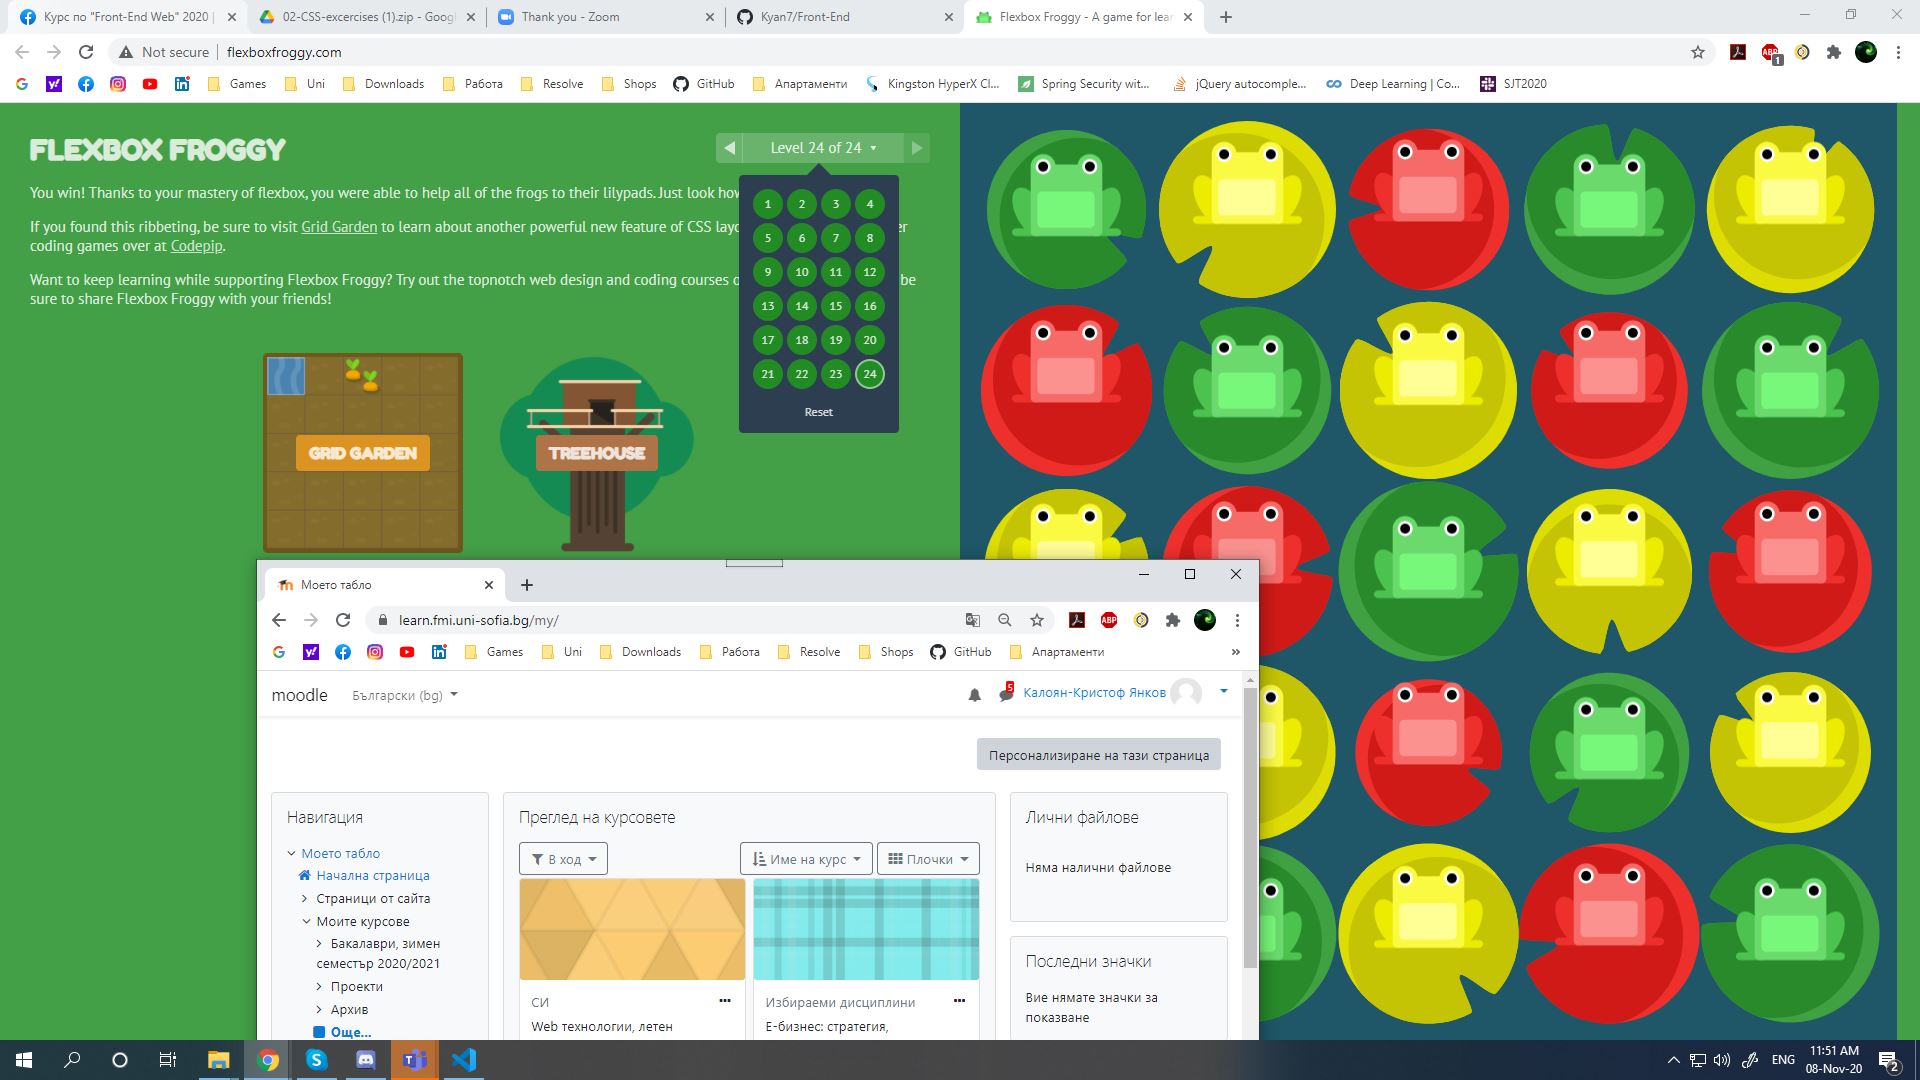 Курс по "Front-End Web" 2020 |
02-CSS-excercises (1).zip - Googl
Thank you - Zoom
Kyan7/Front-End
Flexbox Froggy - A game for lear
Not secure
flexboxfroggy.com
ABP
1
Games
Uni
Downloads
Работа
Resolve
Shops
GitHub
Апартаменти
Kingston HyperX Cl...
Spring Security wit...
jQuery autocomple...
Deep Learning | Co...
SJT2020
FLEXBOX FROGGY
Level 24 of 24
You win! Thanks to your mastery of flexbox, you were able to help all of the frogs to their lilypads. Just look how
If you found this ribbeting, be sure to visit Grid Garden to learn about another powerful new feature of CSS layo
er
coding games over at Codepip.
Want to keep learning while supporting Flexbox Froggy? Try out the topnotch web design and coding courses o
be
sure to share Flexbox Froggy with your friends!
1 2 3 4
5 6 7 8
9 10 11 12
13 14 15 16
17 18 19 20
21 22 23 24
Reset
GRID GARDEN
TREEHOUSE
Моето табло
learn.fmi.uni-sofia.bg/my/
ABP
Games
Uni
Downloads
Работа
Resolve
Shops
GitHub
Апартаменти
»
moodle
Български (bg)
5
Калоян-Кристоф Янков
Персонализиране на тази страница
Навигация
Моето табло
Начална страница
Страници от сайта
Моите курсове
Бакалаври, зимен
семестър 2020/2021
Проекти
Архив
Още...
Преглед на курсовете
В ход
Име на курс
Плочки
СИ
Web технологии, летен
Избираеми дисциплини
Е-бизнес: стратегия,
Лични файлове
Няма налични файлове
Последни значки
Вие нямате значки за
показване
ENG
11:51 AM
08-Nov-20
2